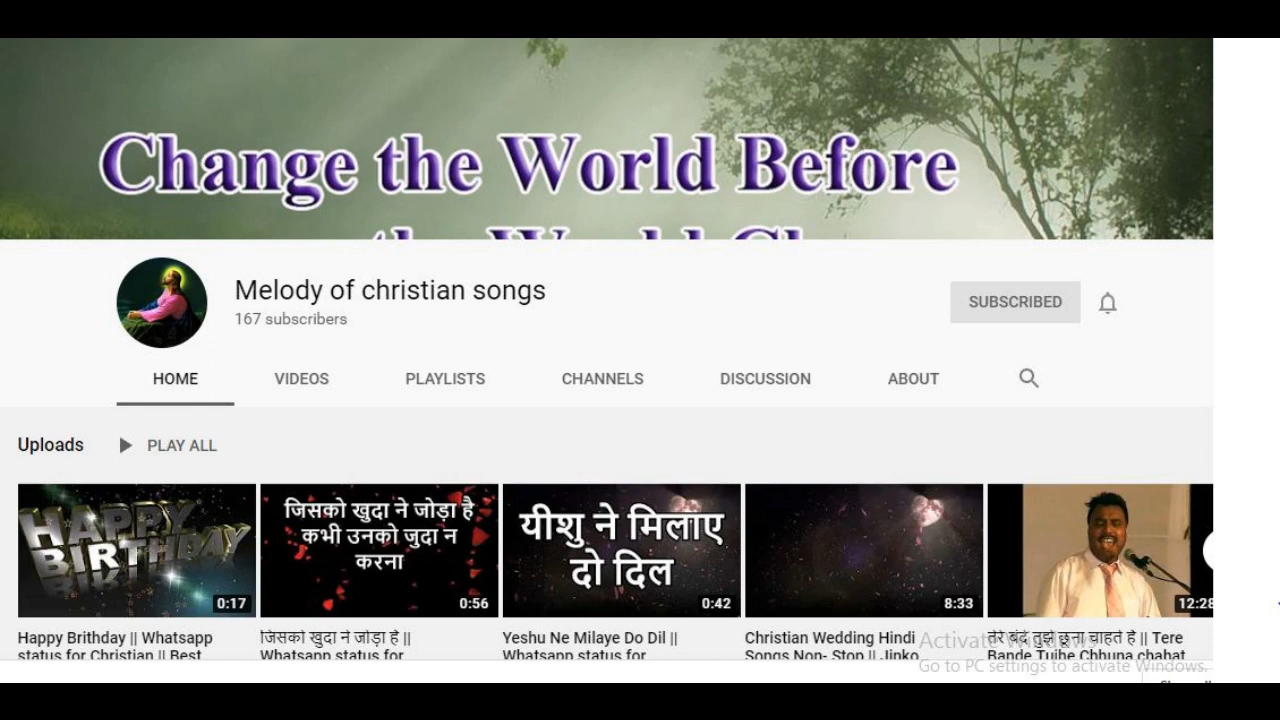 Change the World Before
Melody of christian songs
167 subscribers
SUBSCRIBED
HOME
VIDEOS
PLAYLISTS
CHANNELS
DISCUSSION
ABOUT
Uploads
PLAY ALL
HAPPY
BIRTHDAY
0:17
जिसको खुदा ने जोड़ा है
कभी उनको जुदा न
करना
0:56
यीशु ने मिलाए
दो दिल
0:42
8:33
12:28
Happy Brithday || Whatsapp
status for Christian || Best
जिसको खुदा ने जोड़ा है ||
Whatsapp status for
Yeshu Ne Milaye Do Dil ||
Whatsapp status for
Christian Wedding Hindi
Songs Non- Stop || Jinko
तेरे बंदे तुझे छूना चाहते है || Tere
Bande Tujhe Chhuna chahat
Activate Windows
Go to PC settings to activate Windows.